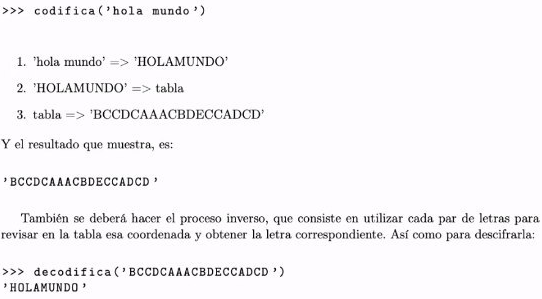 >>> codifica('hola mundo')
1. 'hola mundo' => 'HOLAMUNDO'
2. 'HOLAMUNDO' => tabla
3. tabla => 'BCCDCAAACBDECCADCD'
Y el resultado que muestra, es:
'BCCDCAAACBDECCADCD'
También se deberá hacer el proceso inverso, que consiste en utilizar cada par de letras para
revisar en la tabla esa coordenada y obtener la letra correspondiente. Así como para descifrarla:
>>> decodifica('BCCDCAAACBDECCADCD')
'HOLAMUNDO'